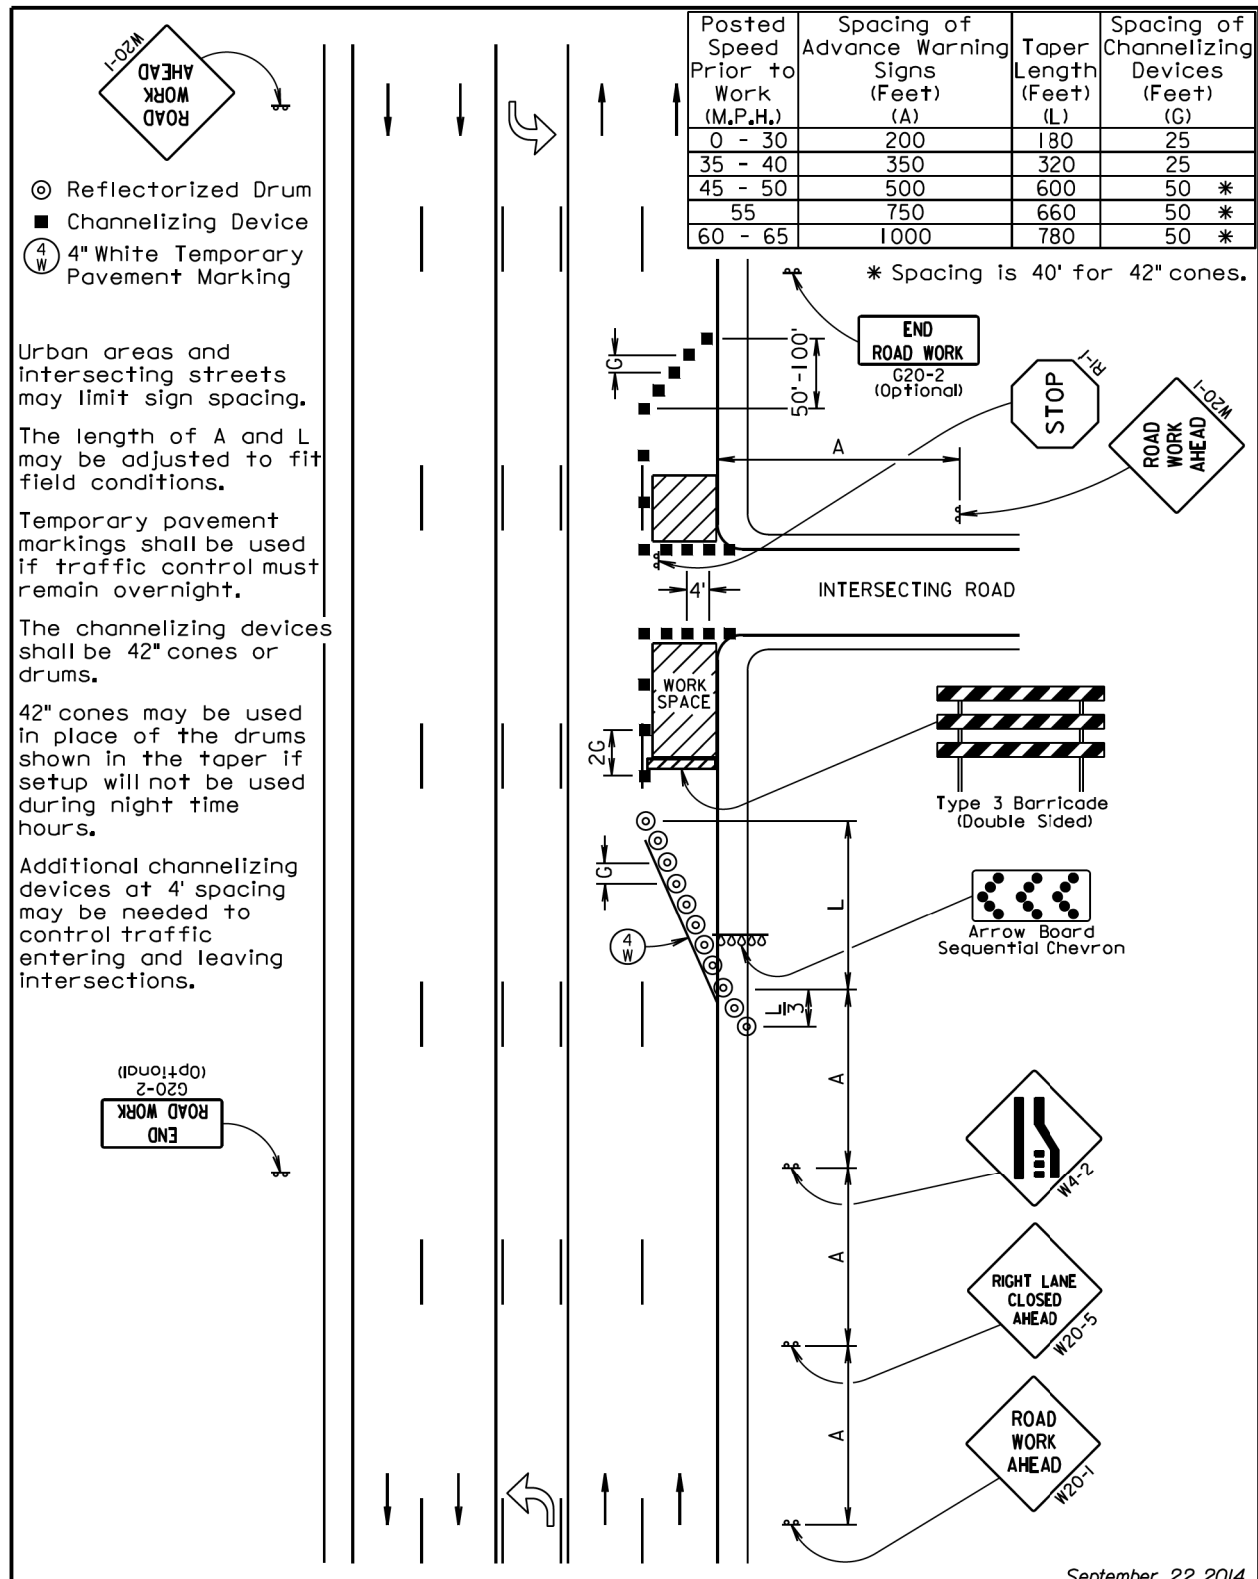 Posted Speed Prior to Work (M.P.H.)
Spacing of Advance Warning Signs (Feet) (A)
Taper Length (Feet) (L)
Spacing of Channelizing Devices (Feet) (G)
0 - 30 200 180 25
35 - 40 350 320 25
45 - 50 500 600 50 *
55 750 660 50 *
60 - 65 1000 780 50 *
* Spacing is 40' for 42" cones.
W20-1
ROAD
WORK
AHEAD
Reflectorized Drum
Channelizing Device
4
W
4" White Temporary
Pavement Marking
Urban areas and
intersecting streets
may limit sign spacing.
The length of A and L
may be adjusted to fit
field conditions.
Temporary pavement
markings shall be used
if traffic control must
remain overnight.
The channelizing devices
shall be 42" cones or
drums.
42" cones may be used
in place of the drums
shown in the taper if
setup will not be used
during night time
hours.
Additional channelizing
devices at 4' spacing
may be needed to
control traffic
entering and leaving
intersections.
END
ROAD WORK
G20-2
(Optional)
END
ROAD WORK
G20-2
(Optional)
G
50'-100'
STOP
R1-1
ROAD
WORK
AHEAD
W20-1
A
4'
INTERSECTING ROAD
WORK
SPACE
2G
Type 3 Barricade
(Double Sided)
G
4
W
L
Arrow Board
Sequential Chevron
L
3
A
W4-2
A
RIGHT LANE
CLOSED
AHEAD
W20-5
A
ROAD
WORK
AHEAD
W20-1
September 22 2014